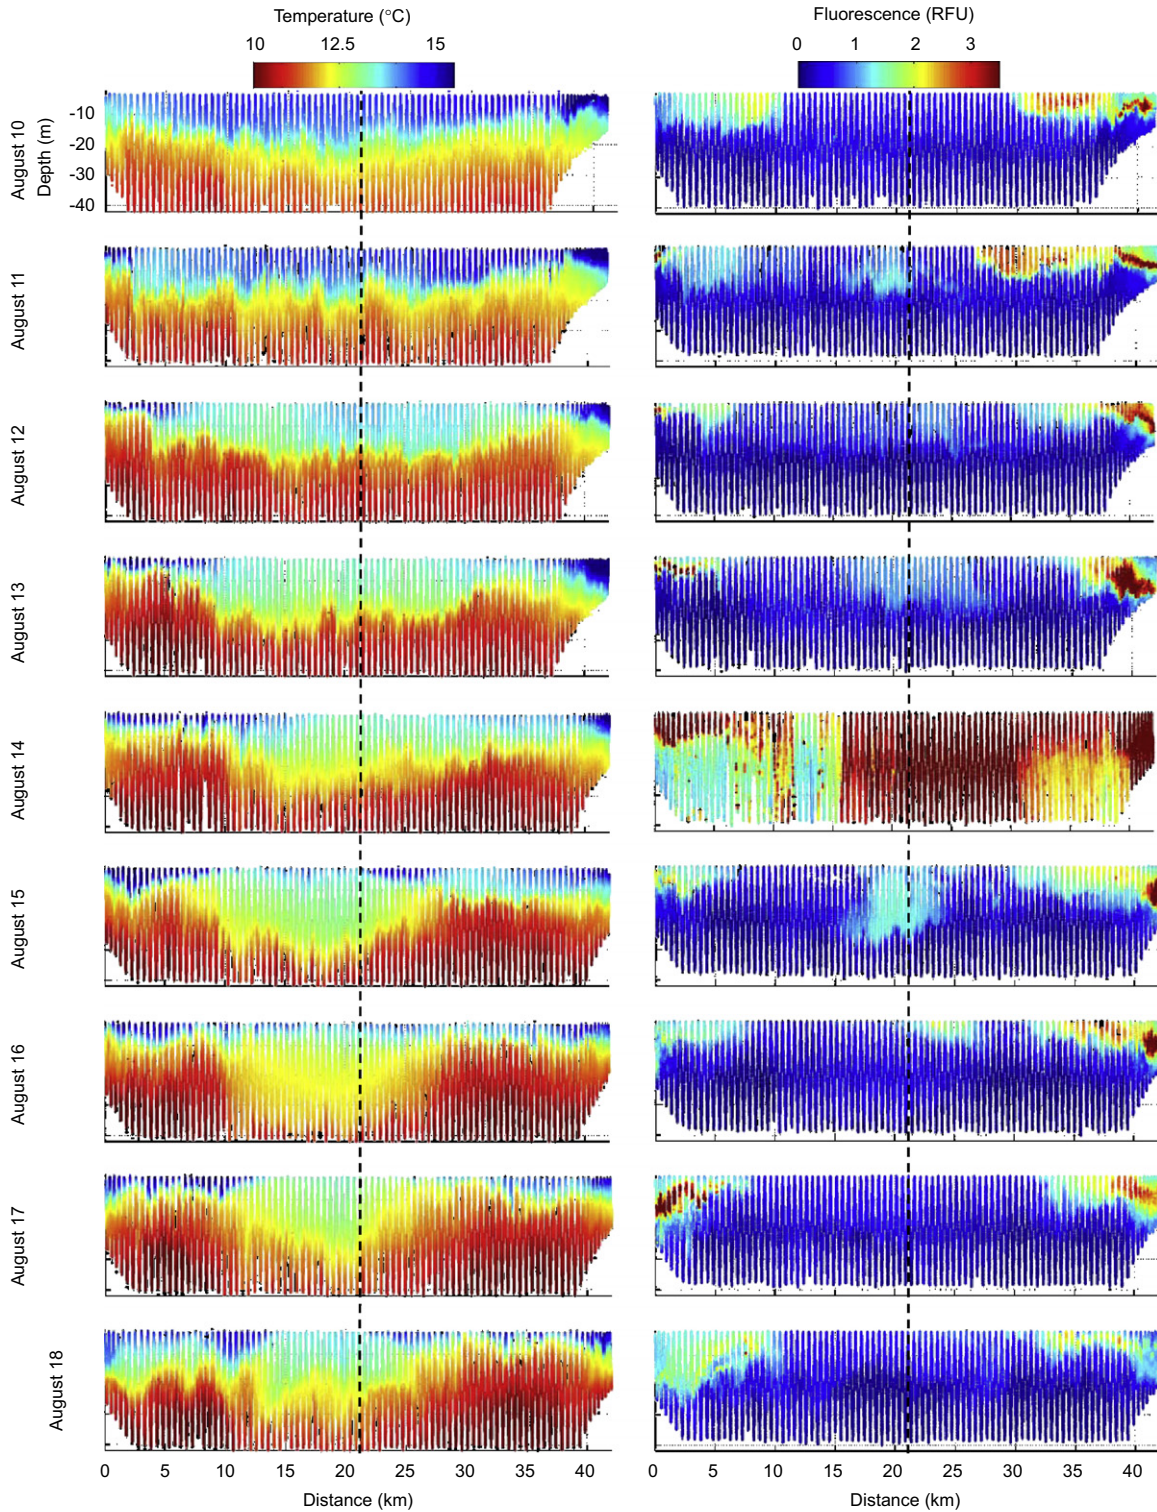 Temperature (°C)
10 12.5 15
Fluorescence (RFU)
0 1 2 3
August 10
Depth (m)
-10
-20
-30
-40
August 11
August 12
August 13
August 14
August 15
August 16
August 17
August 18
0 5 10 15 20 25 30 35 40
Distance (km)
0 5 10 15 20 25 30 35 40
Distance (km)